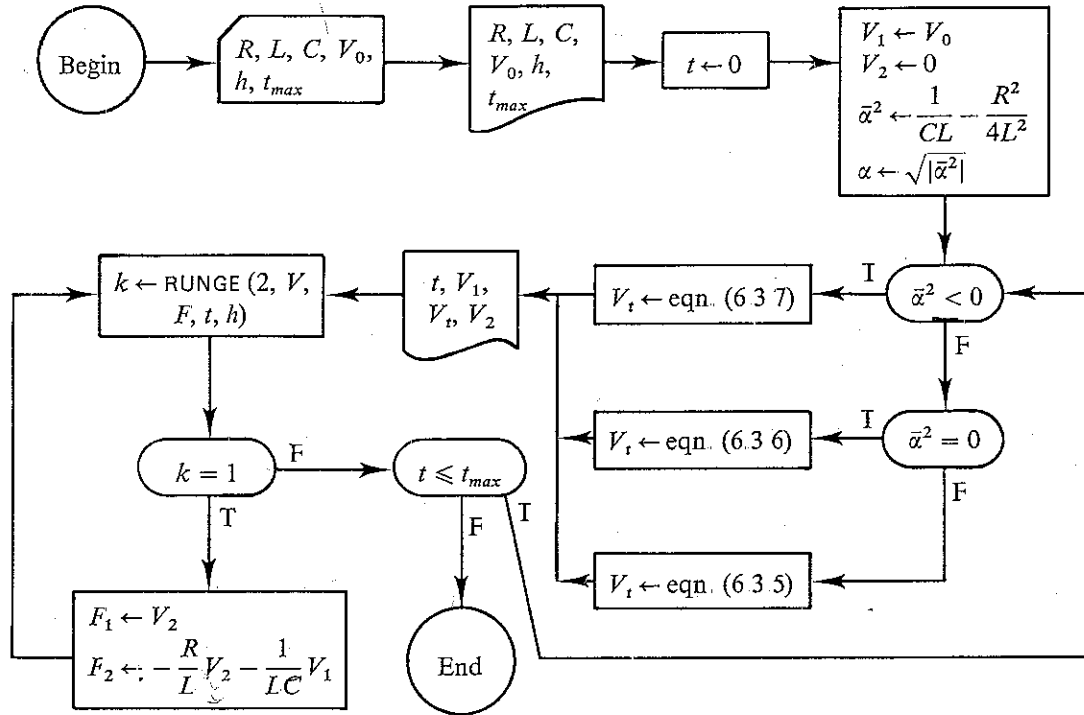 Begin
R, L, C, V₀,
h, t_max
R, L, C,
V₀, h,
t_max
t ← 0
V₁ ← V₀
V₂ ← 0
ᾱ² ← 1/CL − R²/4L²
α ← √|ᾱ²|
k ← RUNGE (2, V,
F, t, h)
t, V₁,
V_t, V₂
V_t ← eqn. (6.3.7)
T
ᾱ² < 0
F
V_t ← eqn. (6.3.6)
T
ᾱ² = 0
F
k = 1
F
T
t ⩽ t_max
F
T
V_t ← eqn. (6.3.5)
F₁ ← V₂
F₂ ← − R/L V₂ − 1/LC V₁
End